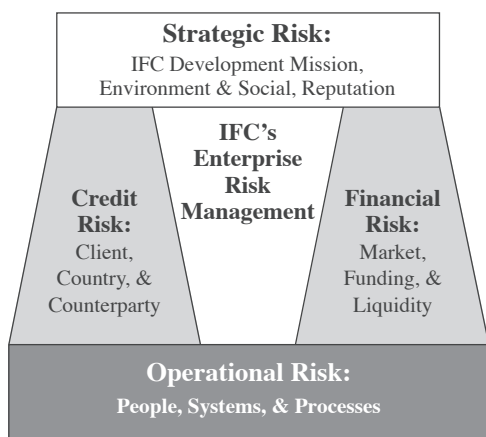 Strategic Risk:
IFC Development Mission,
Environment & Social, Reputation
IFC’s
Enterprise
Risk
Management
Credit
Risk:
Client,
Country, &
Counterparty
Financial
Risk:
Market,
Funding, &
Liquidity
Operational Risk:
People, Systems, & Processes